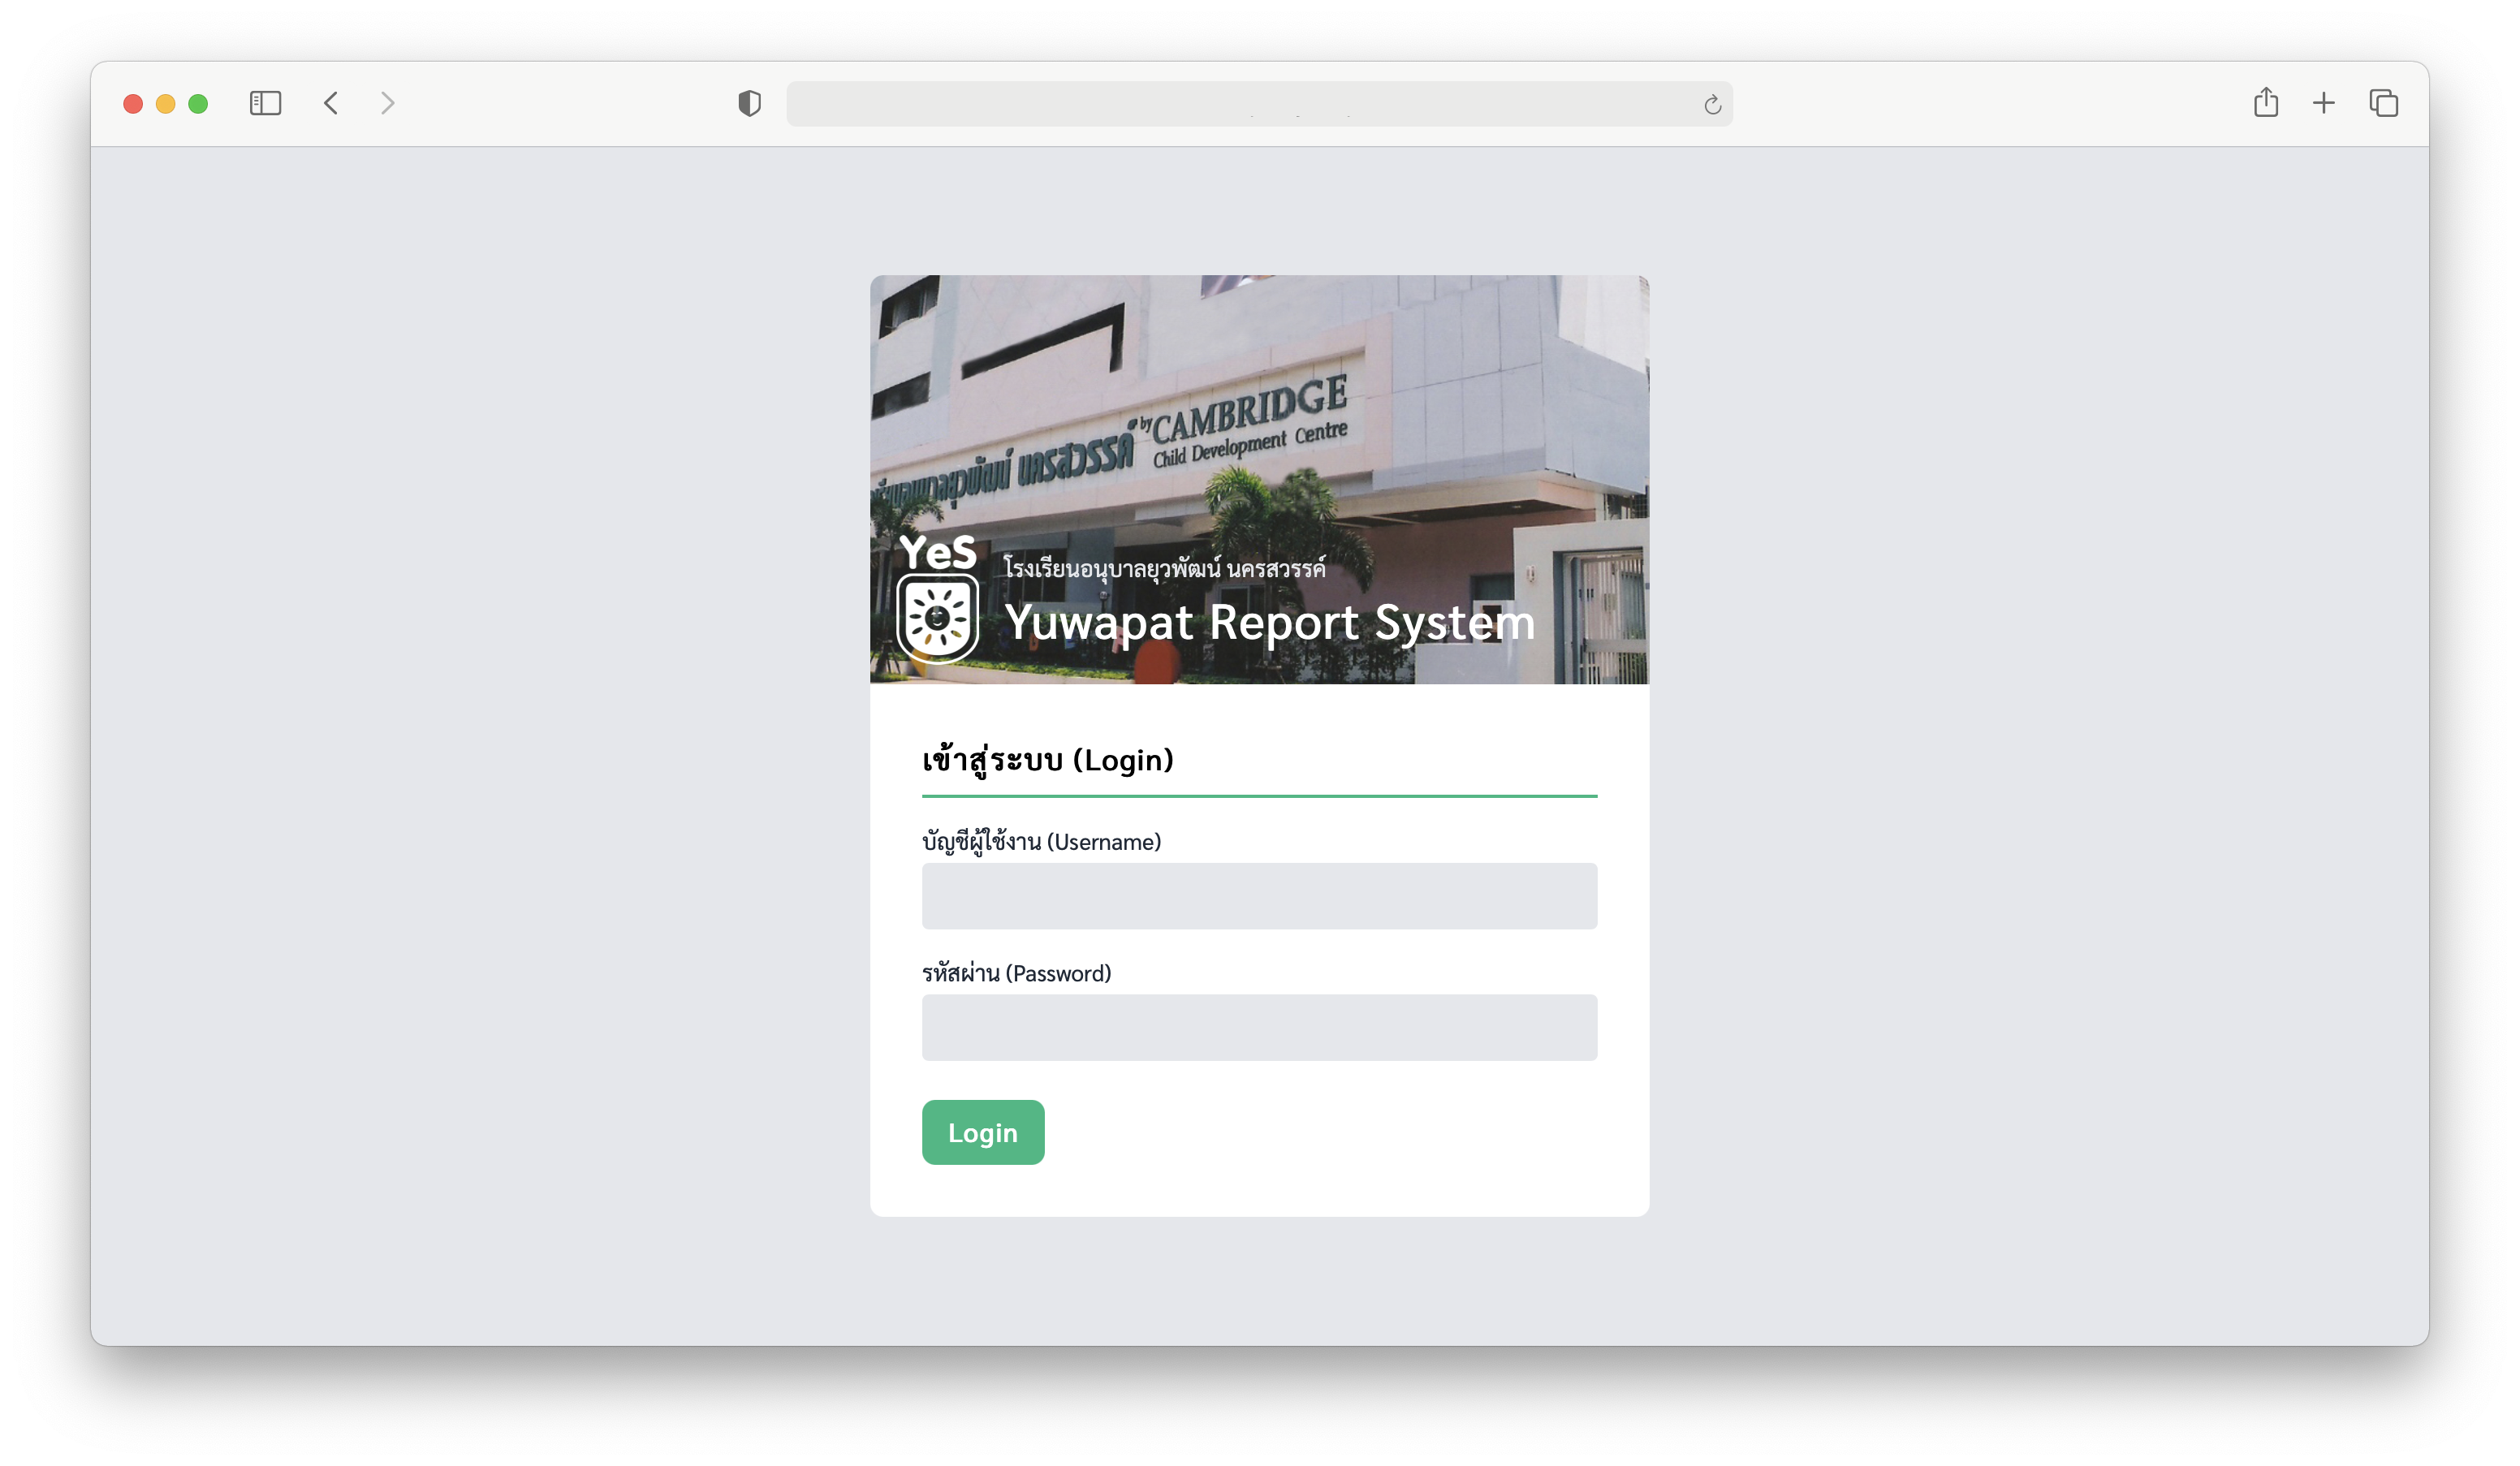 ยุวพัฒน์ นครสวรรค์ by CAMBRIDGE
Child Development Centre
YeS
โรงเรียนอนุบาลยุวพัฒน์ นครสวรรค์
Yuwapat Report System
เข้าสู่ระบบ (Login)
บัญชีผู้ใช้งาน (Username)
รหัสผ่าน (Password)
Login